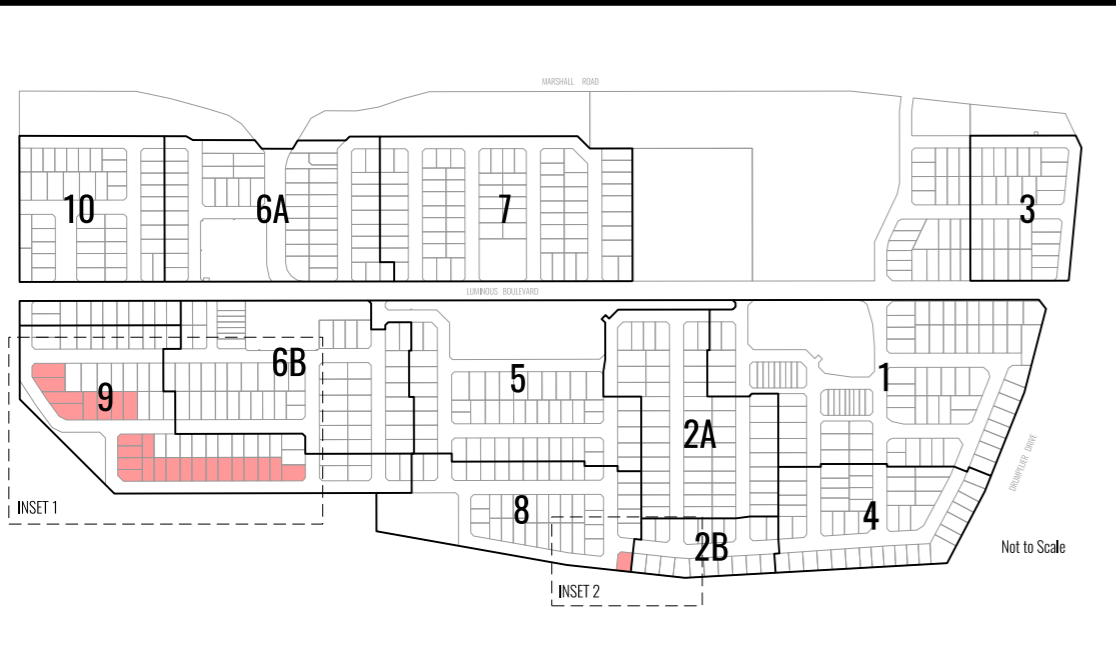 MARSHALL ROAD
10
6A
7
3
LUMINOUS BOULEVARD
6B
9
5
1
2A
DRUMPELIER DRIVE
INSET 1
8
4
2B
Not to Scale
INSET 2